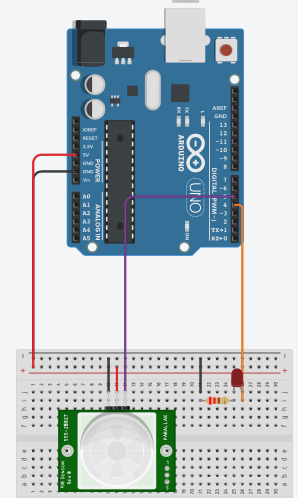 AREF
GND
13
12
~11
~10
~9
8
7
~6
~5
4
~3
2
TX→1
RX←0
RX
TX
L
ARDUINO
UNO
ON
DIGITAL (PWM~)
IOREF
RESET
3.3V
5V
GND
GND
Vin
POWER
A0
A1
A2
A3
A4
A5
ANALOG IN
555-28027
PIR Sensor
Rev B
PARALLAX